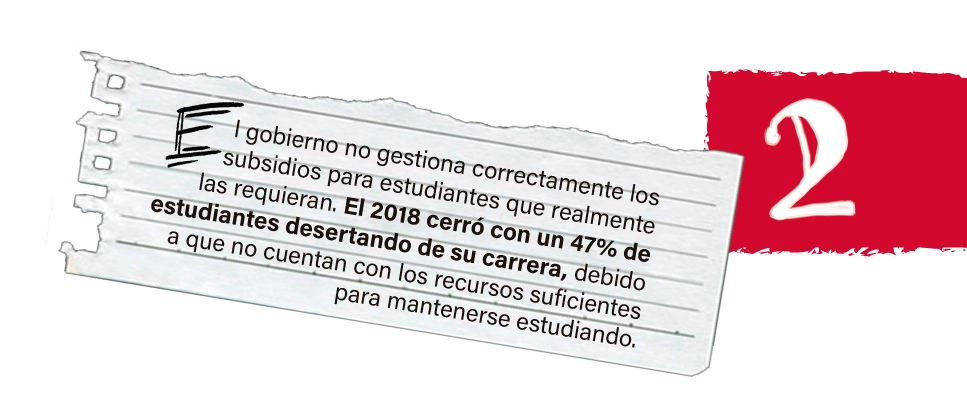 El gobierno no gestiona correctamente los
subsidios para estudiantes que realmente
las requieran. El 2018 cerró con un 47% de
estudiantes desertando de su carrera, debido
a que no cuentan con los recursos suficientes
para mantenerse estudiando.
2